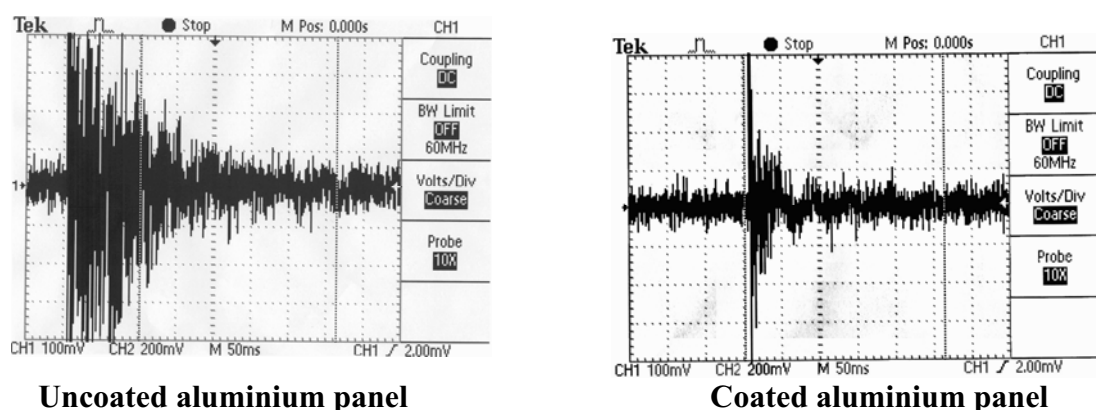 Tek Stop M Pos: 0.000s CH1
Coupling
DC
BW Limit
OFF
60MHz
Volts/Div
Coarse
Probe
10X
1
CH1 100mV CH2 200mV M 50ms CH1 2.00mV
Uncoated aluminium panel
Tek Stop M Pos: 0.000s CH1
Coupling
DC
BW Limit
OFF
60MHz
Volts/Div
Coarse
Probe
10X
CH1 100mV CH2 200mV M 50ms CH1 2.00mV
Coated aluminium panel